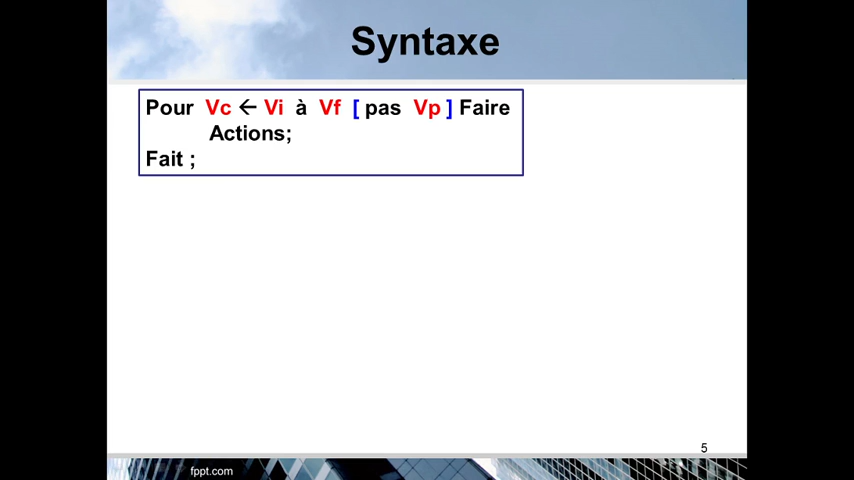 Syntaxe
Pour Vc ← Vi à Vf [ pas Vp ] Faire
Actions;
Fait ;
5
fppt.com